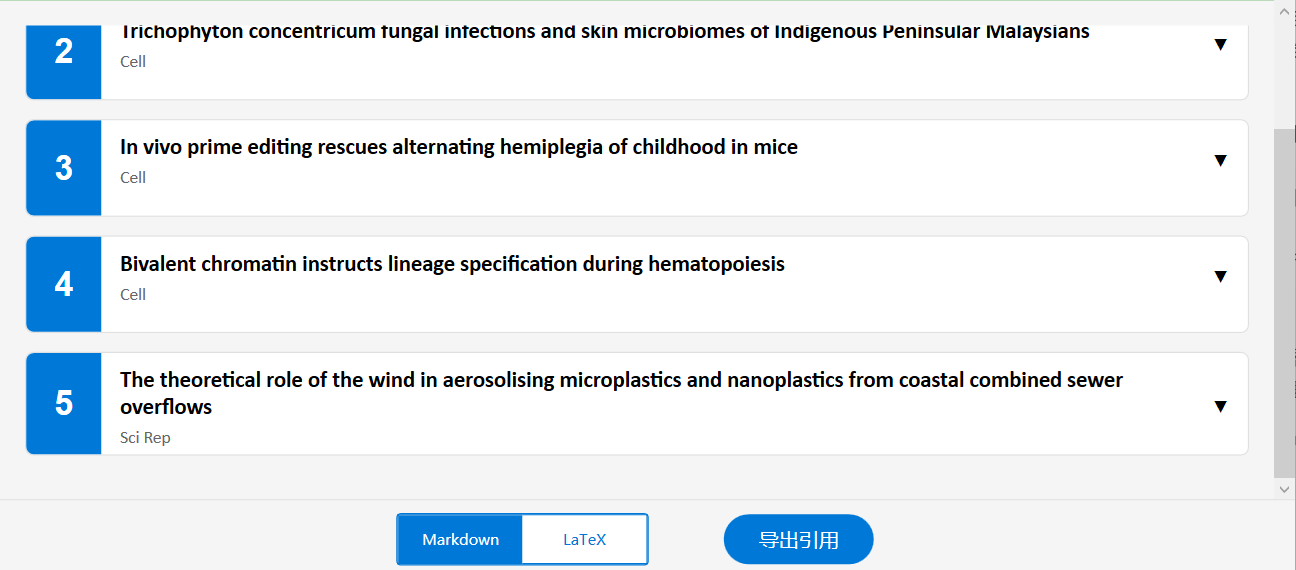 2
Trichophyton concentricum fungal infections and skin microbiomes of Indigenous Peninsular Malaysians
Cell
▼
3
In vivo prime editing rescues alternating hemiplegia of childhood in mice
Cell
▼
4
Bivalent chromatin instructs lineage specification during hematopoiesis
Cell
▼
5
The theoretical role of the wind in aerosolising microplastics and nanoplastics from coastal combined sewer
overflows
Sci Rep
▼
Markdown
LaTeX
导出引用